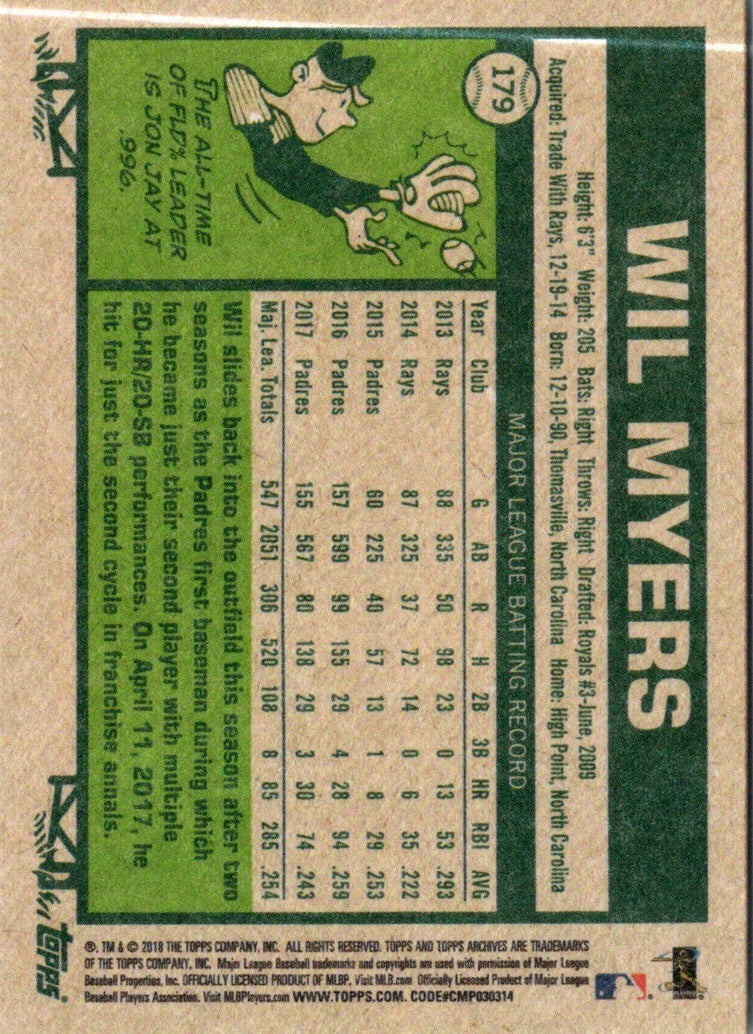 WIL MYERS
Height: 6'3" Weight: 205 Bats: Right Throws: Right Drafted: Royals #3-June, 2009
Acquired: Trade With Rays, 12-19-14 Born: 12-10-90, Thomasville, North Carolina Home: High Point, North Carolina
179
THE ALL-TIME
OF FLD% LEADER
IS JON JAY AT
.996.
MAJOR LEAGUE BATTING RECORD
Year Club G AB R H 2B 3B HR RBI AVG
2013 Rays 88 335 50 98 23 0 13 53 .293
2014 Rays 87 325 37 72 14 0 6 35 .222
2015 Padres 60 225 40 57 13 1 8 29 .253
2016 Padres 157 599 99 155 29 4 28 94 .259
2017 Padres 155 567 80 138 29 3 30 74 .243
Maj. Lea. Totals 547 2051 306 520 108 8 85 285 .254
Wil slides back into the outfield this season after two
seasons as the Padres first baseman during which
he became just their second player with multiple
20-HR/20-SB performances. On April 11, 2017, he
hit for just the second cycle in franchise annals.
®, TM & © 2018 THE TOPPS COMPANY, INC. ALL RIGHTS RESERVED. TOPPS AND TOPPS ARCHIVES ARE TRADEMARKS
OF THE TOPPS COMPANY, INC. Major League Baseball trademarks and copyrights are used with permission of Major League
Baseball Properties, Inc. OFFICIALLY LICENSED PRODUCT OF MLBP. Visit MLB.com Officially Licensed Product of Major League
Baseball Players Association. Visit MLBPlayers.com WWW.TOPPS.COM. CODE#CMP030314
topps